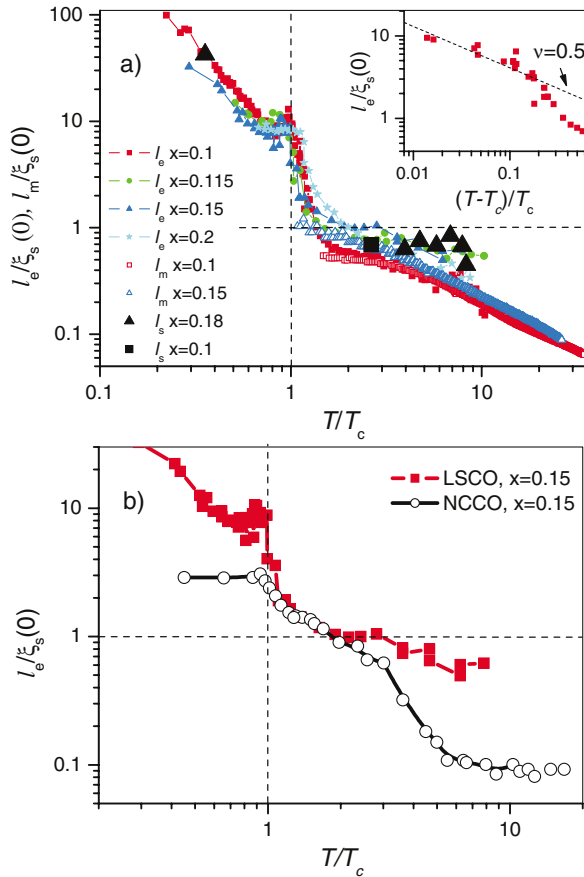 a)
l_e/ξ_s(0), l_m/ξ_s(0)
100
10
1
0.1
l_e x=0.1
l_e x=0.115
l_e x=0.15
l_e x=0.2
l_m x=0.1
l_m x=0.15
l_s x=0.18
l_s x=0.1
0.1
1
10
T/T_c
l_e/ξ_s(0)
10
1
ν=0.5
0.01
0.1
(T-T_c)/T_c
b)
l_e/ξ_s(0)
10
1
0.1
LSCO, x=0.15
NCCO, x=0.15
1
10
T/T_c